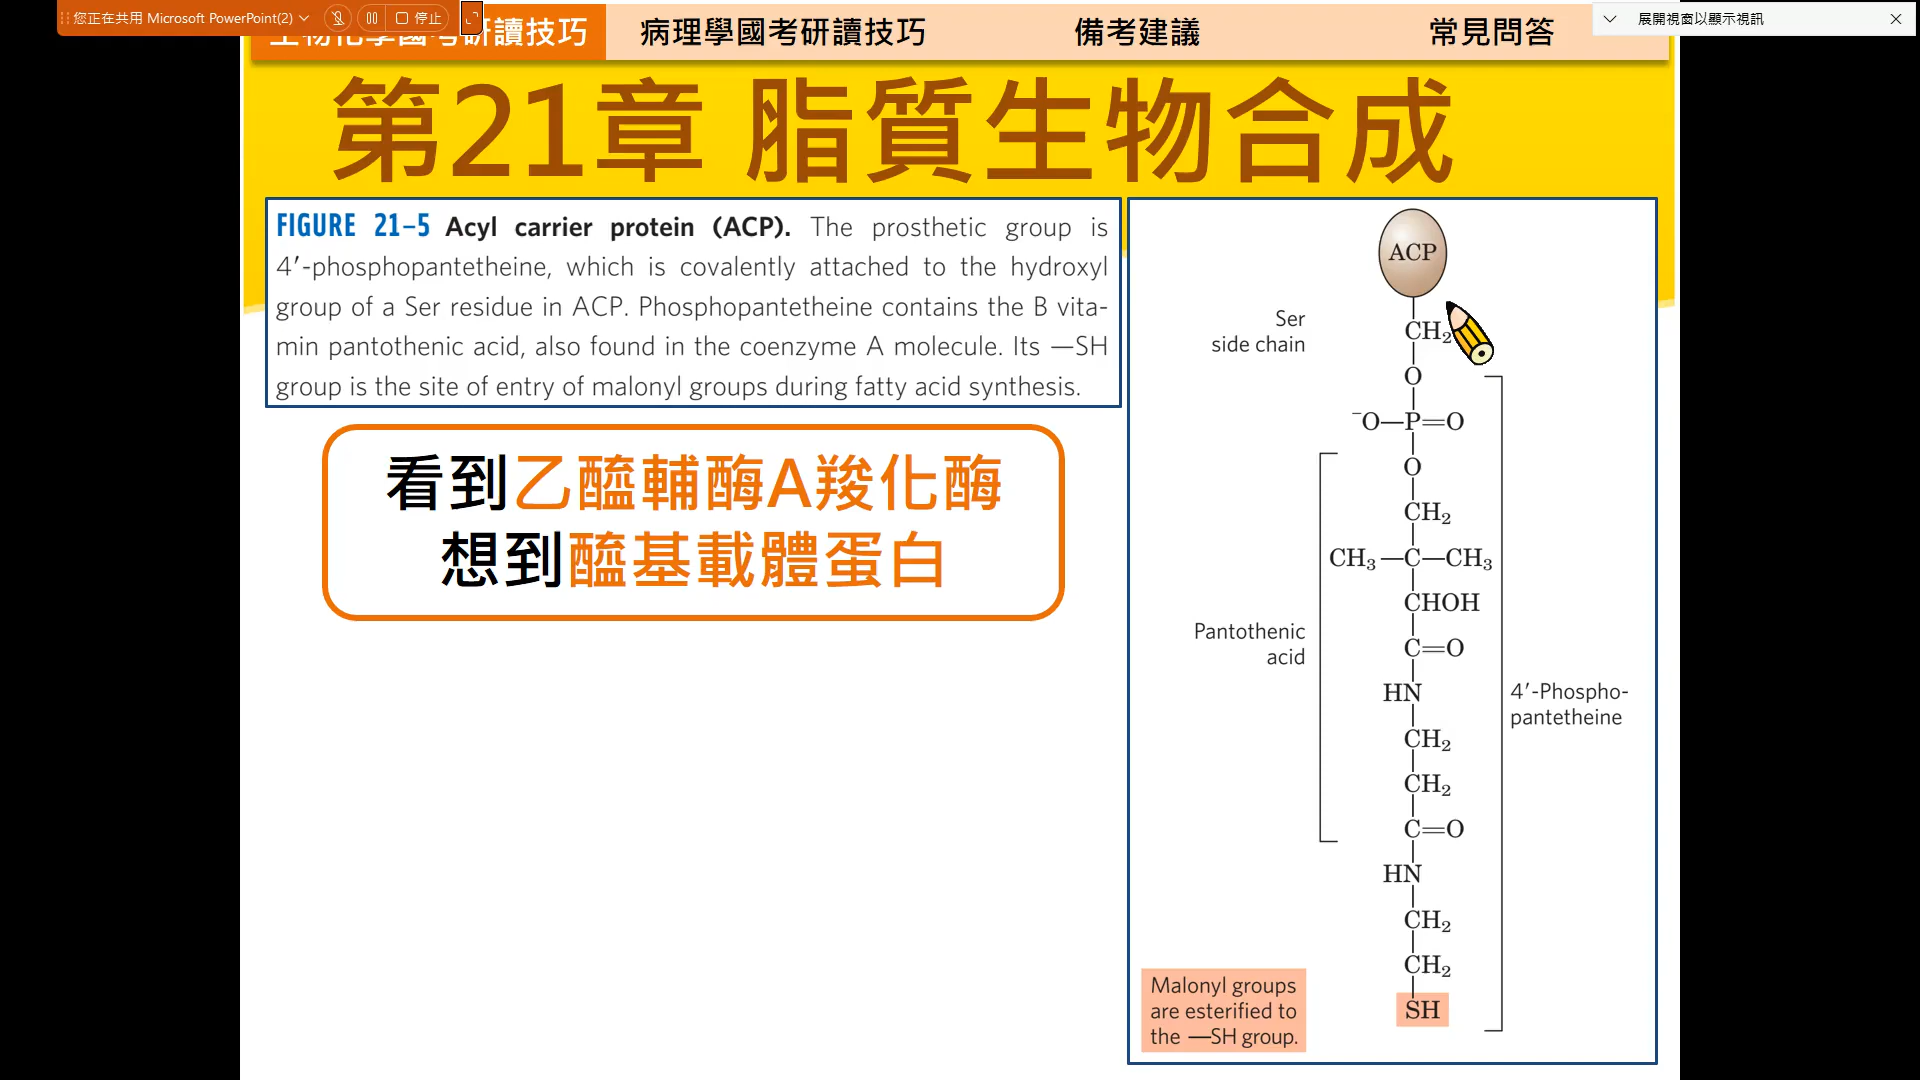 您正在共用 Microsoft PowerPoint(2)
停止
展開視窗以顯示視訊
研讀技巧
病理學國考研讀技巧
備考建議
常見問答
第21章 脂質生物合成
FIGURE 21–5 Acyl carrier protein (ACP). The prosthetic group is
4′-phosphopantetheine, which is covalently attached to the hydroxyl
group of a Ser residue in ACP. Phosphopantetheine contains the B vita-
min pantothenic acid, also found in the coenzyme A molecule. Its —SH
group is the site of entry of malonyl groups during fatty acid synthesis.
看到乙醯輔酶A羧化酶
想到醯基載體蛋白
ACP
Ser
side chain
CH2
O
⁻O—P=O
O
CH2
CH3—C—CH3
CHOH
Pantothenic
acid
C=O
HN
4′-Phospho-
pantetheine
CH2
CH2
C=O
HN
CH2
CH2
SH
Malonyl groups
are esterified to
the —SH group.